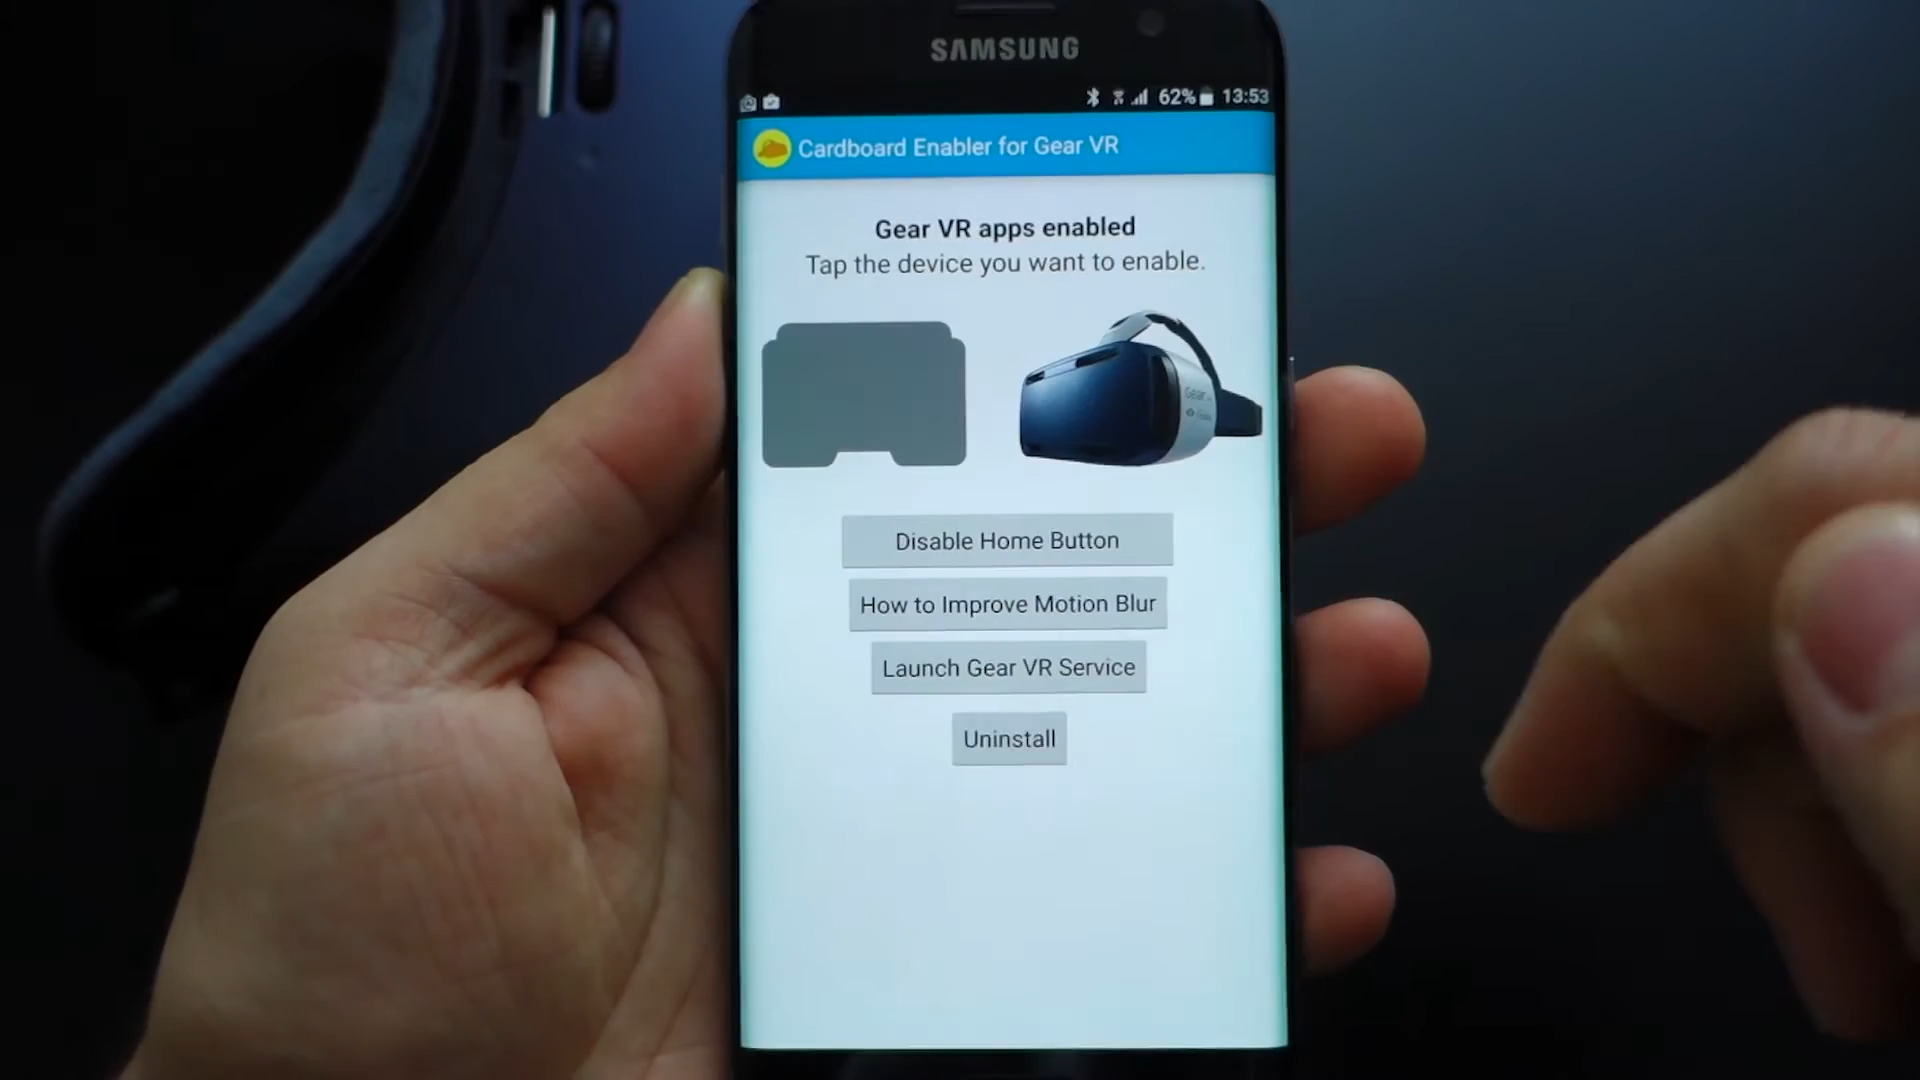 SAMSUNG
62% 13:53
Cardboard Enabler for Gear VR
Gear VR apps enabled
Tap the device you want to enable.
Gear
Disable Home Button
How to Improve Motion Blur
Launch Gear VR Service
Uninstall